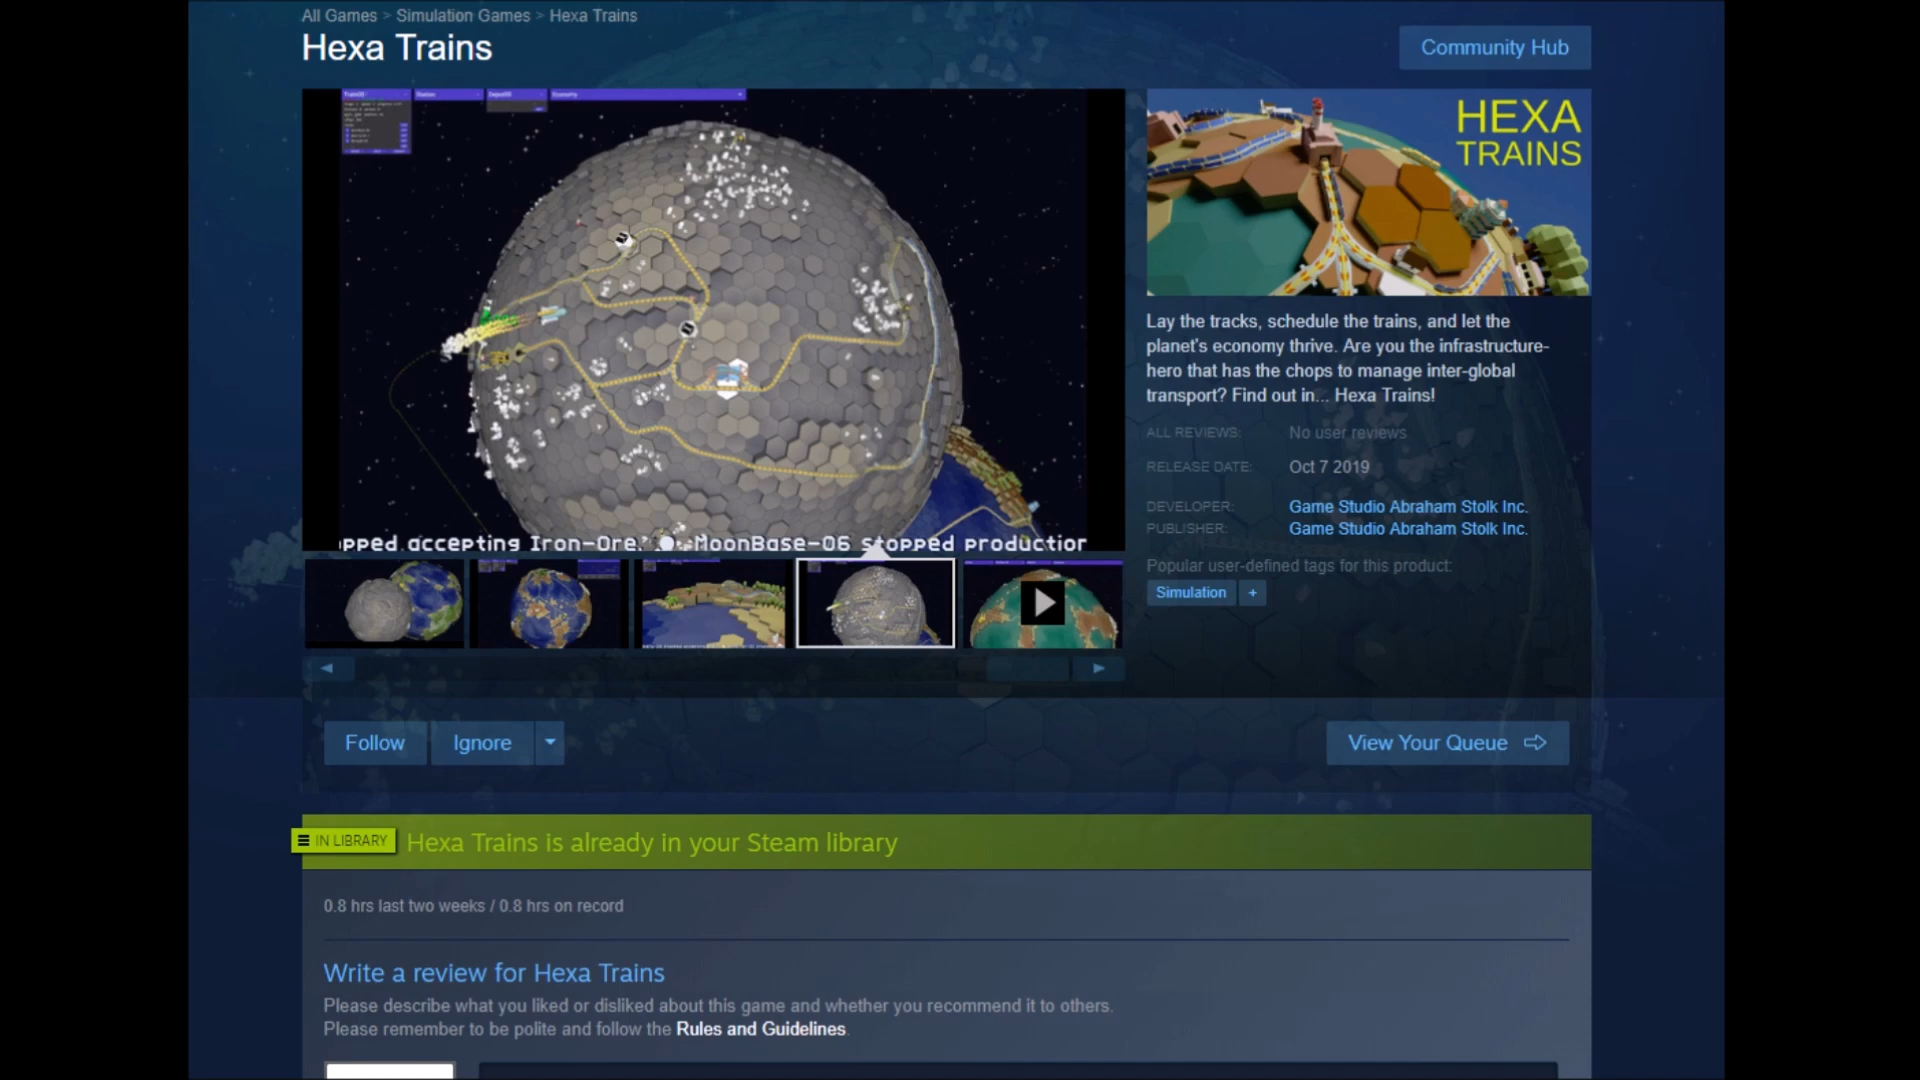 All Games > Simulation Games > Hexa Trains
Hexa Trains
Community Hub
Station
Economy
HEXA
TRAINS
Lay the tracks, schedule the trains, and let the
planet's economy thrive. Are you the infrastructure-
hero that has the chops to manage inter-global
transport? Find out in... Hexa Trains!
ALL REVIEWS: No user reviews
RELEASE DATE: Oct 7 2019
DEVELOPER: Game Studio Abraham Stolk Inc.
PUBLISHER: Game Studio Abraham Stolk Inc.
Popular user-defined tags for this product:
Simulation +
pped accepting Iron-Ore. MoonBase-06 stopped production
Follow Ignore View Your Queue
IN LIBRARY Hexa Trains is already in your Steam library
0.8 hrs last two weeks / 0.8 hrs on record
Write a review for Hexa Trains
Please describe what you liked or disliked about this game and whether you recommend it to others.
Please remember to be polite and follow the Rules and Guidelines.